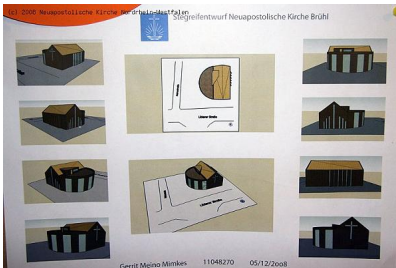 (c) 2008 Neuapostolische Kirche Nordrhein-Westfalen
Stegreifentwurf Neuapostolische Kirche Brühl
Gerrit Meino Mimkes 11048270 05/12/2008